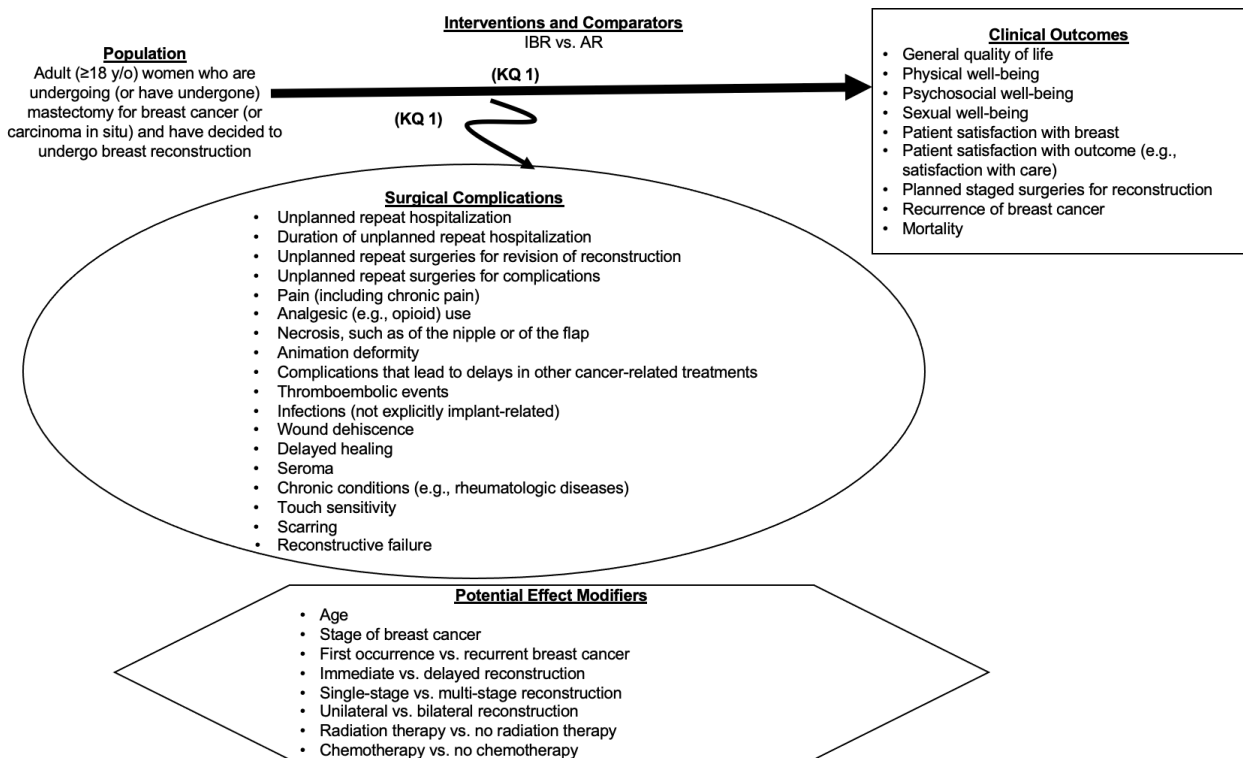 Interventions and Comparators
IBR vs. AR
Population
Adult (≥18 y/o) women who are
undergoing (or have undergone)
mastectomy for breast cancer (or
carcinoma in situ) and have decided to
undergo breast reconstruction
(KQ 1)
(KQ 1)
Clinical Outcomes
• General quality of life
• Physical well-being
• Psychosocial well-being
• Sexual well-being
• Patient satisfaction with breast
• Patient satisfaction with outcome (e.g.,
satisfaction with care)
• Planned staged surgeries for reconstruction
• Recurrence of breast cancer
• Mortality
Surgical Complications
• Unplanned repeat hospitalization
• Duration of unplanned repeat hospitalization
• Unplanned repeat surgeries for revision of reconstruction
• Unplanned repeat surgeries for complications
• Pain (including chronic pain)
• Analgesic (e.g., opioid) use
• Necrosis, such as of the nipple or of the flap
• Animation deformity
• Complications that lead to delays in other cancer-related treatments
• Thromboembolic events
• Infections (not explicitly implant-related)
• Wound dehiscence
• Delayed healing
• Seroma
• Chronic conditions (e.g., rheumatologic diseases)
• Touch sensitivity
• Scarring
• Reconstructive failure
Potential Effect Modifiers
• Age
• Stage of breast cancer
• First occurrence vs. recurrent breast cancer
• Immediate vs. delayed reconstruction
• Single-stage vs. multi-stage reconstruction
• Unilateral vs. bilateral reconstruction
• Radiation therapy vs. no radiation therapy
• Chemotherapy vs. no chemotherapy